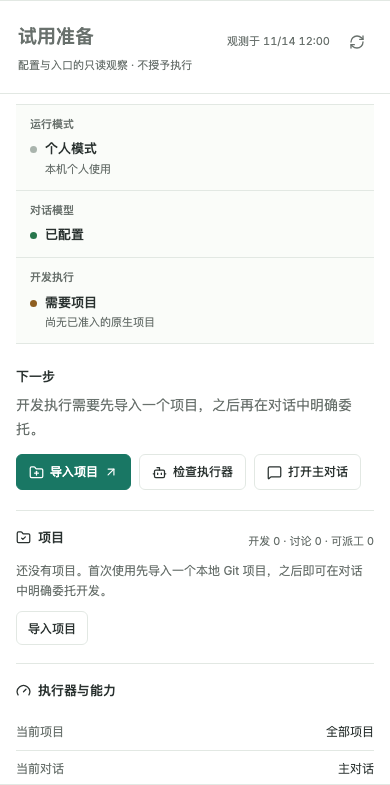 试用准备
观测于 11/14 12:00
配置与入口的只读观察 · 不授予执行
运行模式
个人模式
本机个人使用
对话模型
已配置
开发执行
需要项目
尚无已准入的原生项目
下一步
开发执行需要先导入一个项目，之后再在对话中明确委
托。
导入项目
检查执行器
打开主对话
项目
开发 0 · 讨论 0 · 可派工 0
还没有项目。首次使用先导入一个本地 Git 项目，之后即可在对话
中明确委托开发。
导入项目
执行器与能力
当前项目
全部项目
当前对话
主对话